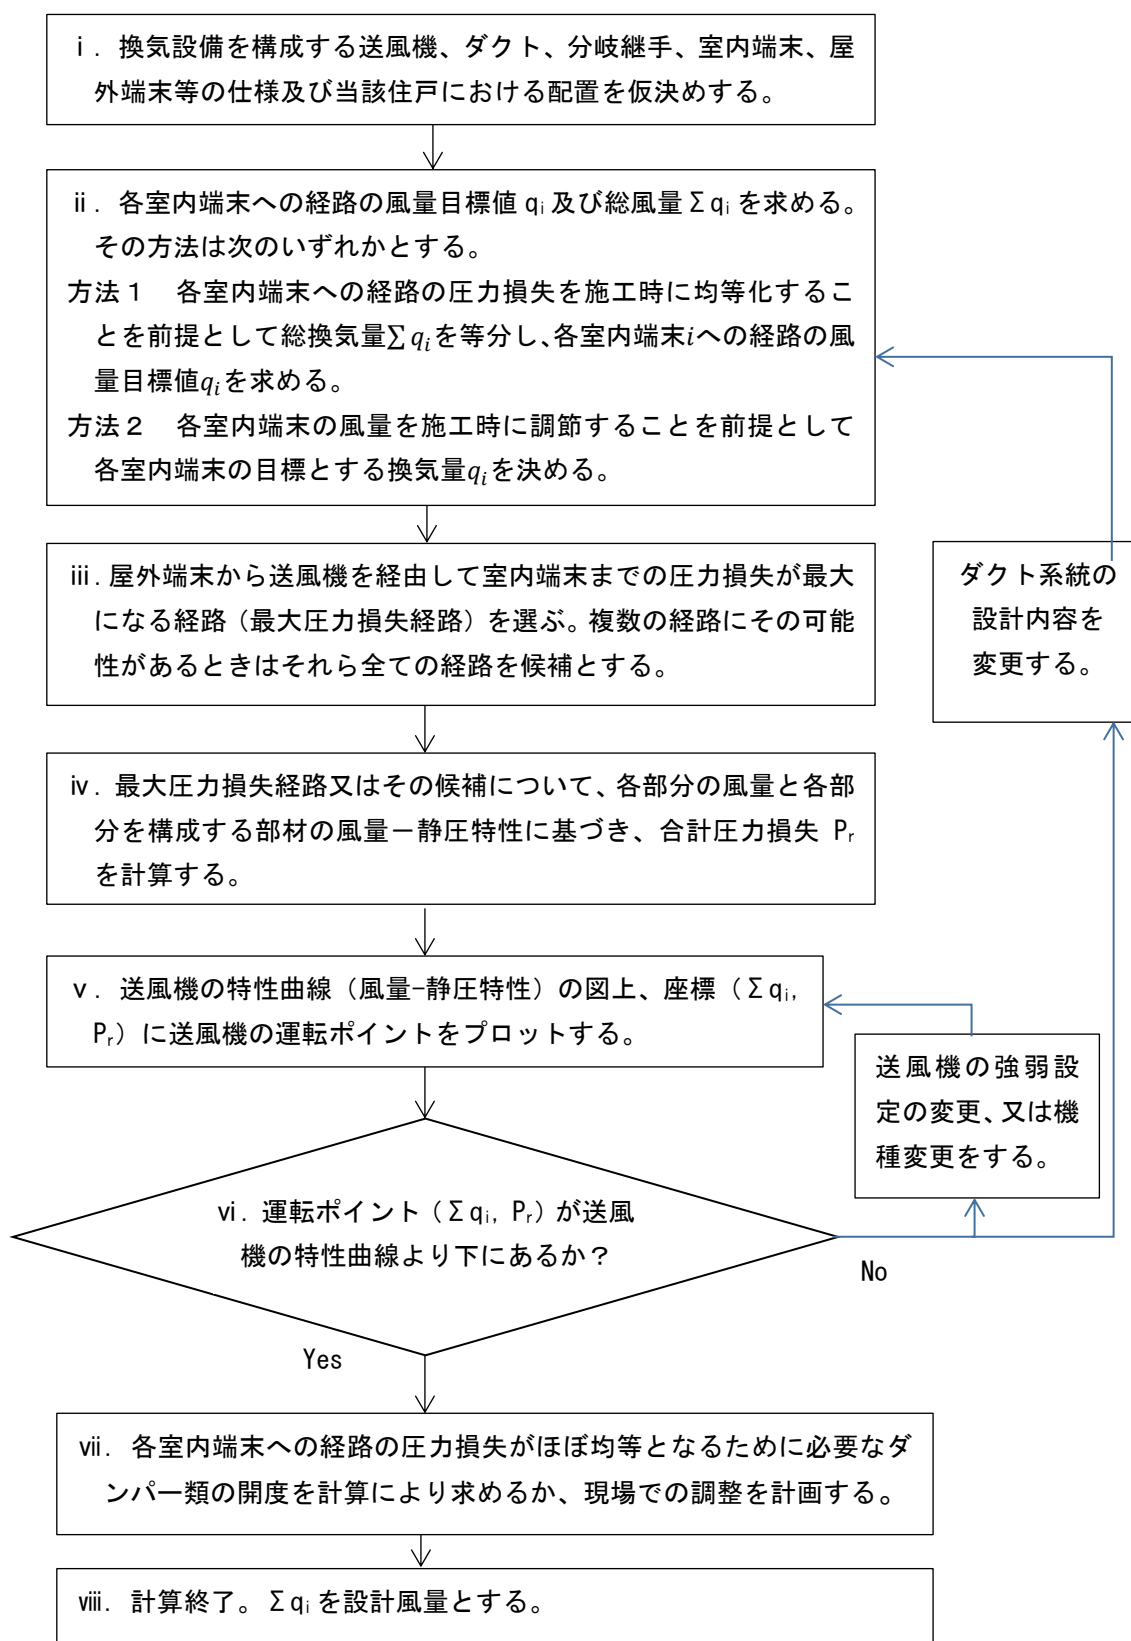 ⅰ. 換気設備を構成する送風機、ダクト、分岐継手、室内端末、屋
外端末等の仕様及び当該住戸における配置を仮決めする。
ⅱ. 各室内端末への経路の風量目標値 qi 及び総風量 Σqi を求める。
その方法は次のいずれかとする。
方法１ 各室内端末への経路の圧力損失を施工時に均等化するこ
とを前提として総換気量∑qiを等分し、各室内端末iへの経路の風
量目標値qiを求める。
方法２ 各室内端末の風量を施工時に調節することを前提として
各室内端末の目標とする換気量qiを決める。
ⅲ. 屋外端末から送風機を経由して室内端末までの圧力損失が最大
になる経路（最大圧力損失経路）を選ぶ。複数の経路にその可能
性があるときはそれら全ての経路を候補とする。
ダクト系統の
設計内容を
変更する。
ⅳ. 最大圧力損失経路又はその候補について、各部分の風量と各部
分を構成する部材の風量－静圧特性に基づき、合計圧力損失 Pr
を計算する。
ⅴ. 送風機の特性曲線（風量-静圧特性）の図上、座標（Σqi,
Pr）に送風機の運転ポイントをプロットする。
送風機の強弱設
定の変更、又は機
種変更をする。
ⅵ. 運転ポイント（Σqi, Pr）が送風
機の特性曲線より下にあるか？
No
Yes
ⅶ. 各室内端末への経路の圧力損失がほぼ均等となるために必要なダ
ンパー類の開度を計算により求めるか、現場での調整を計画する。
ⅷ. 計算終了。Σqi を設計風量とする。